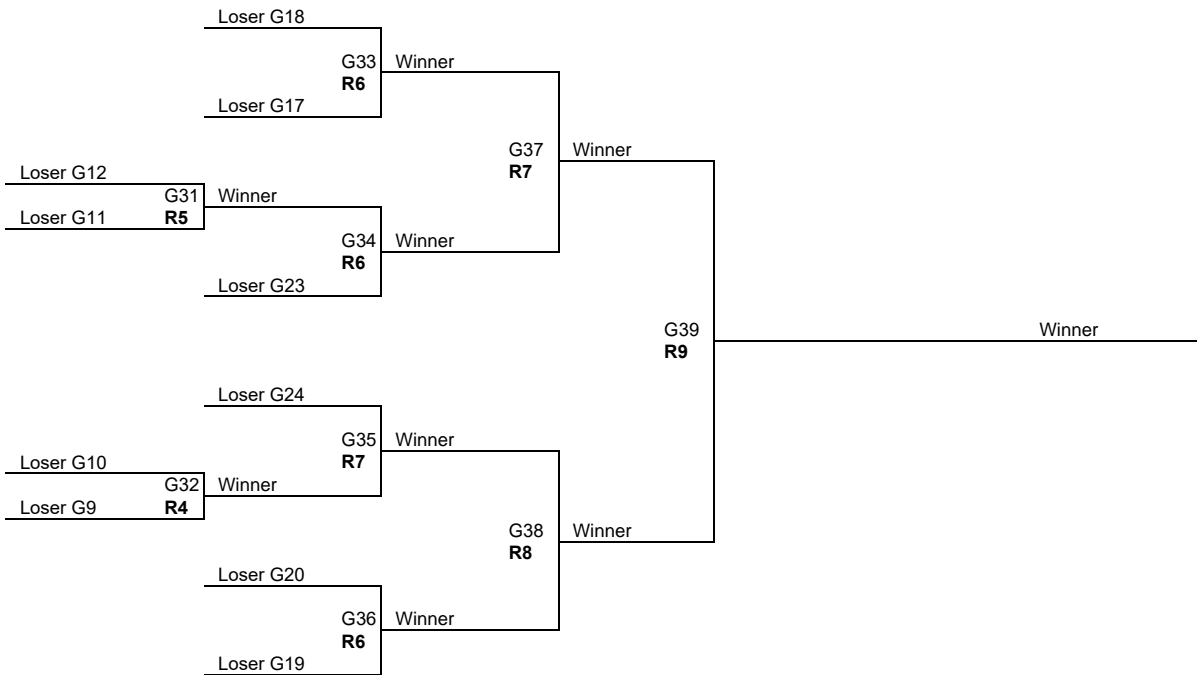 Loser G18
G33 Winner
R6
Loser G17
G37 Winner
R7
Loser G12
G31 Winner
Loser G11 R5
G34 Winner
R6
Loser G23
G39 Winner
R9
Loser G24
G35 Winner
R7
Loser G10
G32 Winner
Loser G9 R4
G38 Winner
R8
Loser G20
G36 Winner
R6
Loser G19